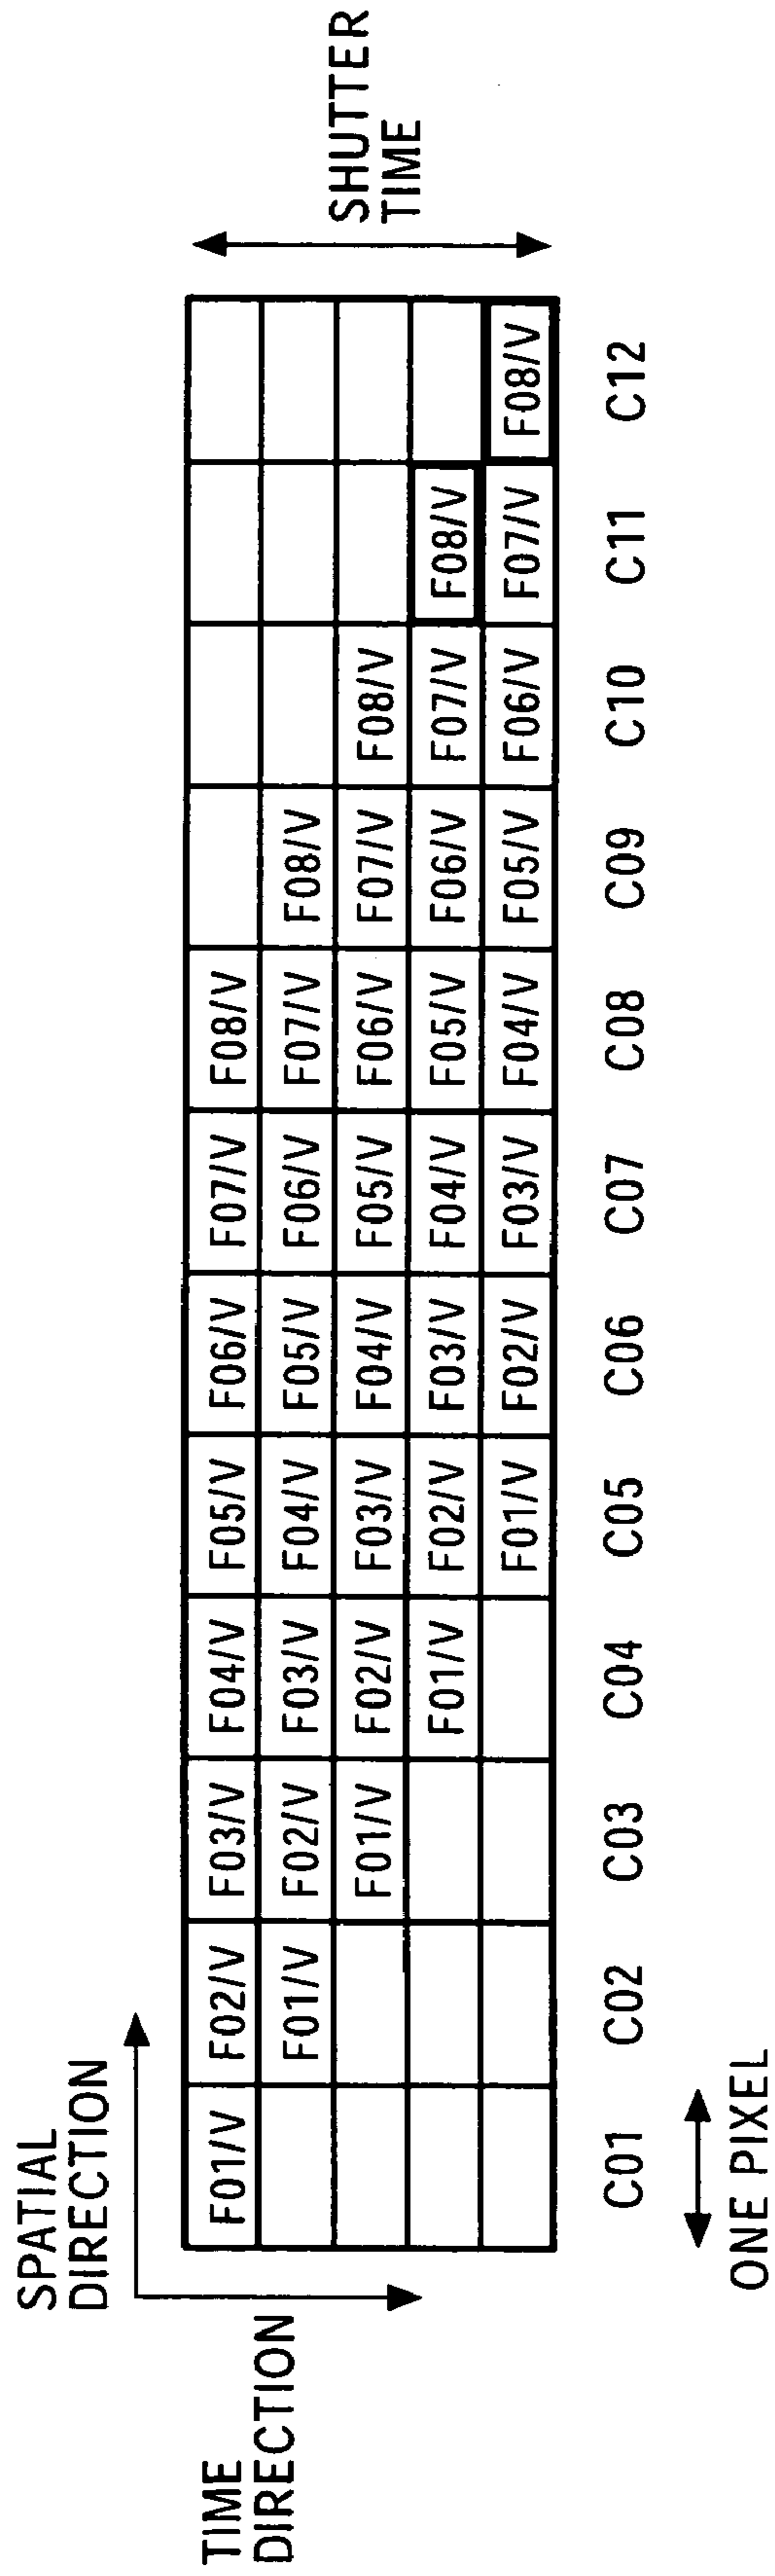 SPATIAL
DIRECTION
TIME
DIRECTION
SHUTTER
TIME
F01/V F02/V F03/V F04/V F05/V F06/V F07/V F08/V
F01/V F02/V F03/V F04/V F05/V F06/V F07/V F08/V
F01/V F02/V F03/V F04/V F05/V F06/V F07/V F08/V
F01/V F02/V F03/V F04/V F05/V F06/V F07/V F08/V
F01/V F02/V F03/V F04/V F05/V F06/V F07/V F08/V
C01 C02 C03 C04 C05 C06 C07 C08 C09 C10 C11 C12
ONE PIXEL